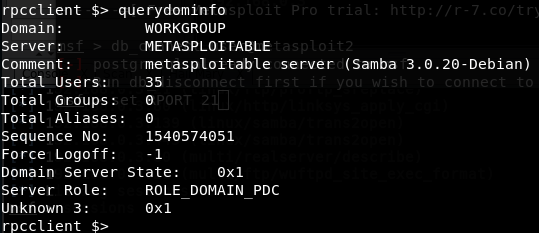 rpcclient $> querydominfo
Domain: WORKGROUP
Server: METASPLOITABLE
Comment: metasploitable server (Samba 3.0.20-Debian)
Total Users: 35
Total Groups: 0
Total Aliases: 0
Sequence No: 1540574051
Force Logoff: -1
Domain Server State: 0x1
Server Role: ROLE_DOMAIN_PDC
Unknown 3: 0x1
rpcclient $>